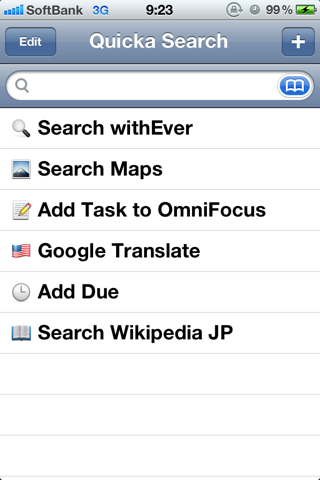 SoftBank 3G 9:23 99%
Edit Quicka Search +
Search withEver
Search Maps
Add Task to OmniFocus
Google Translate
Add Due
Search Wikipedia JP